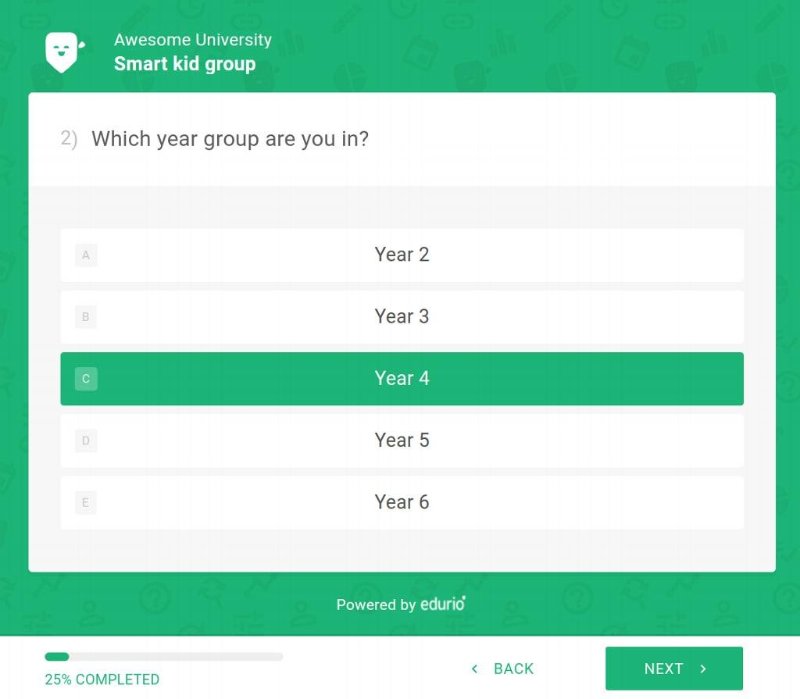 Awesome University
Smart kid group
2) Which year group are you in?
A Year 2
B Year 3
C Year 4
D Year 5
E Year 6
Powered by edurio
25% COMPLETED
< BACK
NEXT >